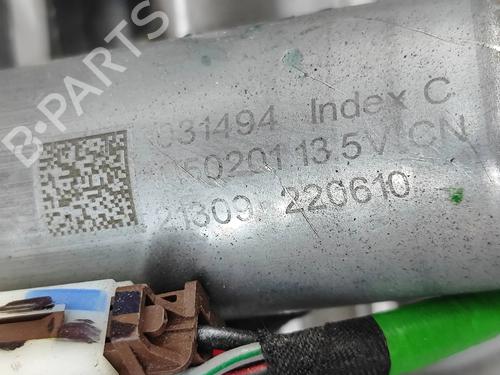 B-PARTS
031494 Index C
50201 13.5V CN
21309 220610